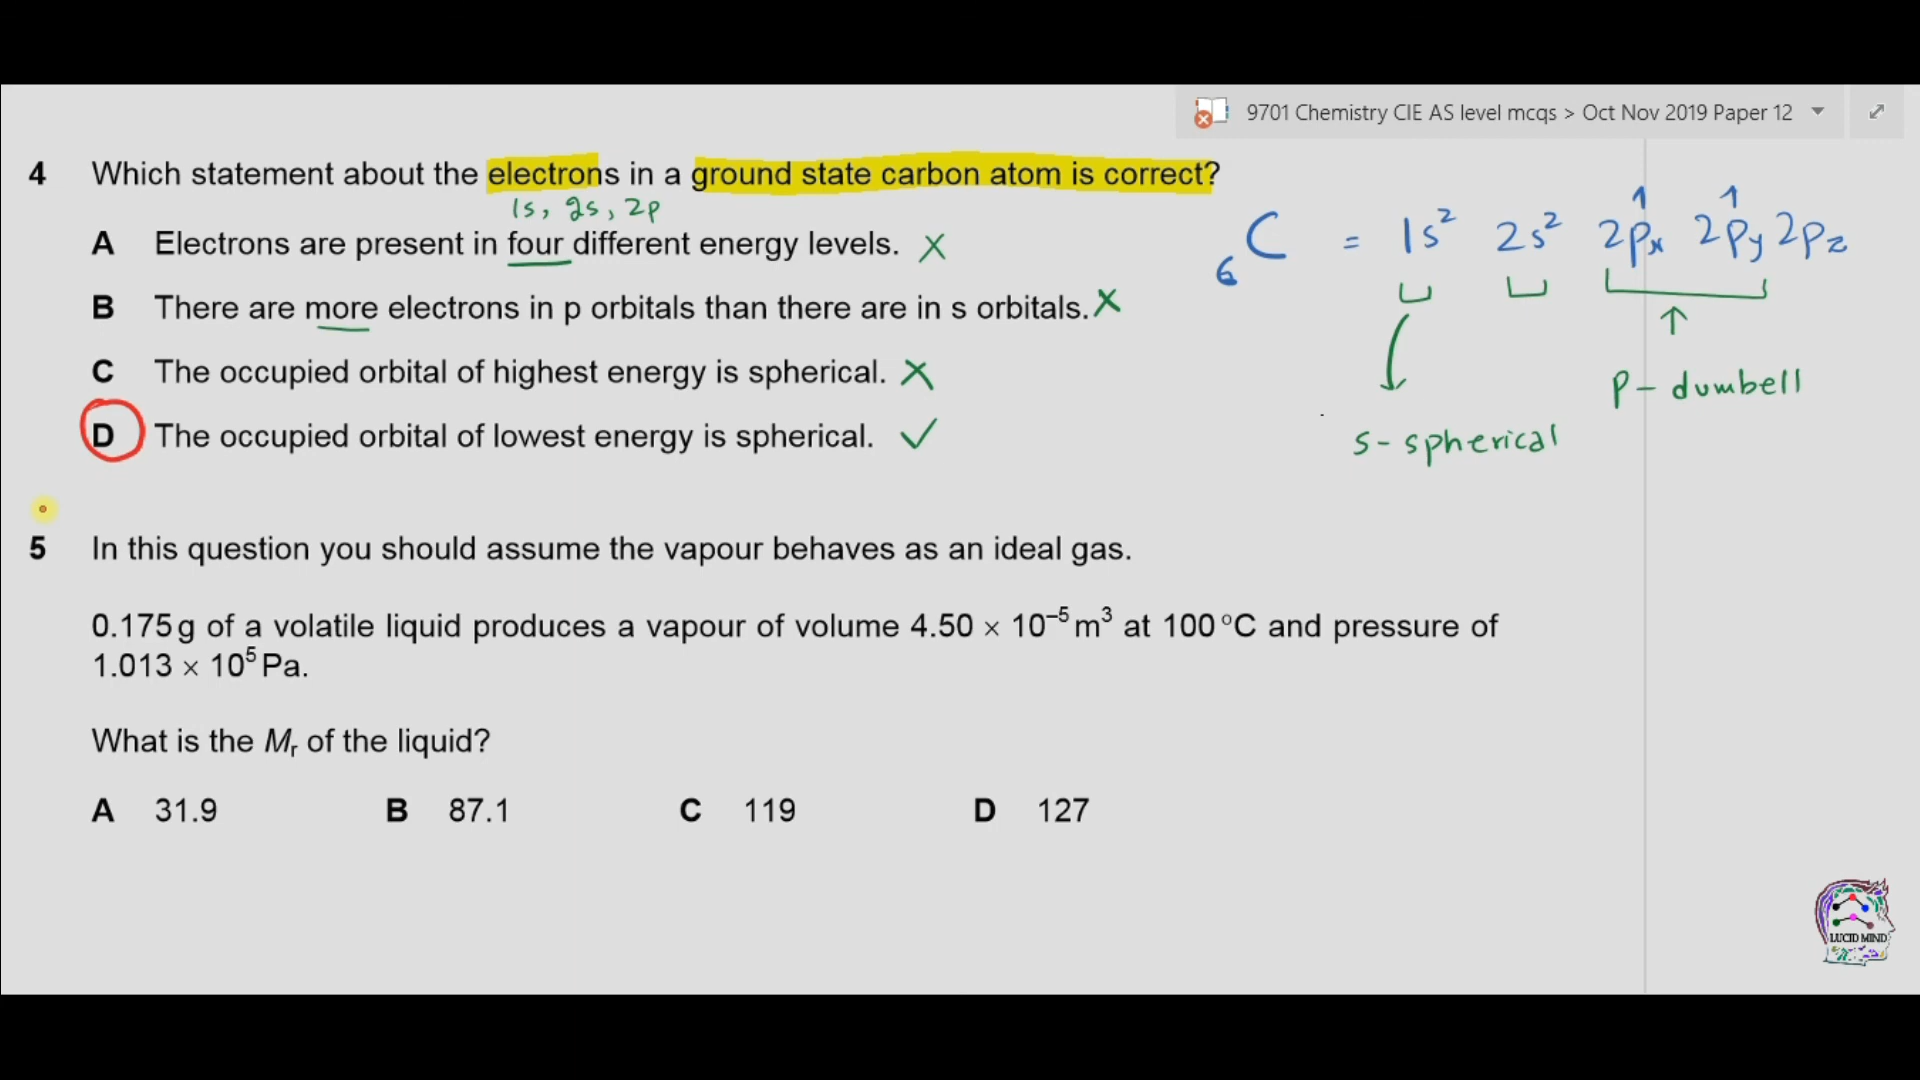 9701 Chemistry CIE AS level mcqs > Oct Nov 2019 Paper 12
4 Which statement about the electrons in a ground state carbon atom is correct?
1s, 2s, 2p
A Electrons are present in four different energy levels. X
B There are more electrons in p orbitals than there are in s orbitals. X
C The occupied orbital of highest energy is spherical. X
D The occupied orbital of lowest energy is spherical. ✓
₆C = 1s² 2s² 2pₓ¹ 2pᵧ¹ 2p_z
p - dumbell
s - spherical
5 In this question you should assume the vapour behaves as an ideal gas.
0.175 g of a volatile liquid produces a vapour of volume 4.50 × 10⁻⁵ m³ at 100 °C and pressure of
1.013 × 10⁵ Pa.
What is the Mᵣ of the liquid?
A 31.9 B 87.1 C 119 D 127
LUCID MIND